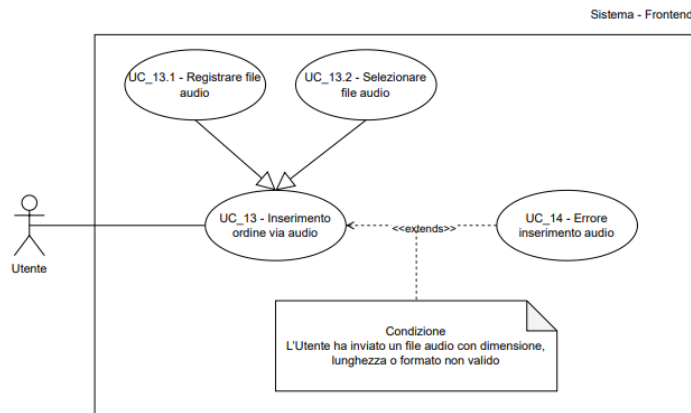 Sistema - Frontend
UC_13.1 - Registrare file
audio
UC_13.2 - Selezionare
file audio
UC_13 - Inserimento
ordine via audio
<<extends>>
UC_14 - Errore
inserimento audio
Utente
Condizione
L'Utente ha inviato un file audio con dimensione,
lunghezza o formato non valido